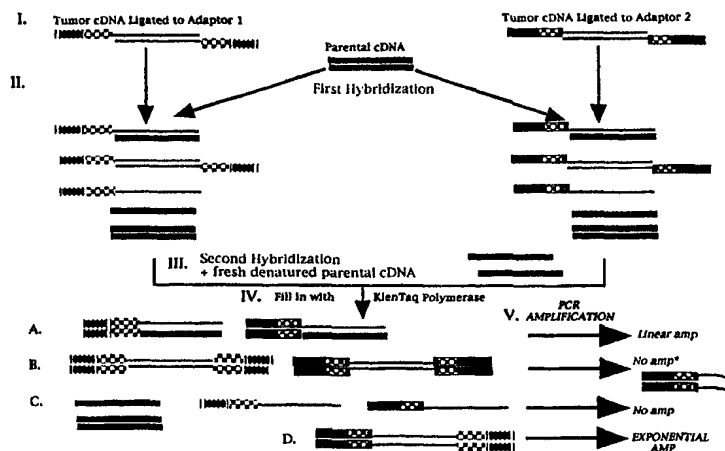 I. Tumor cDNA Ligated to Adaptor 1
Tumor cDNA Ligated to Adaptor 2
Parental cDNA
II.
First Hybridization
III. Second Hybridization
+ fresh denatured parental cDNA
IV. Fill in with KlenTaq Polymerase
V. PCR
AMPLIFICATION
A.
Linear amp
B.
No amp*
C.
No amp
D.
EXPONENTIAL
AMP